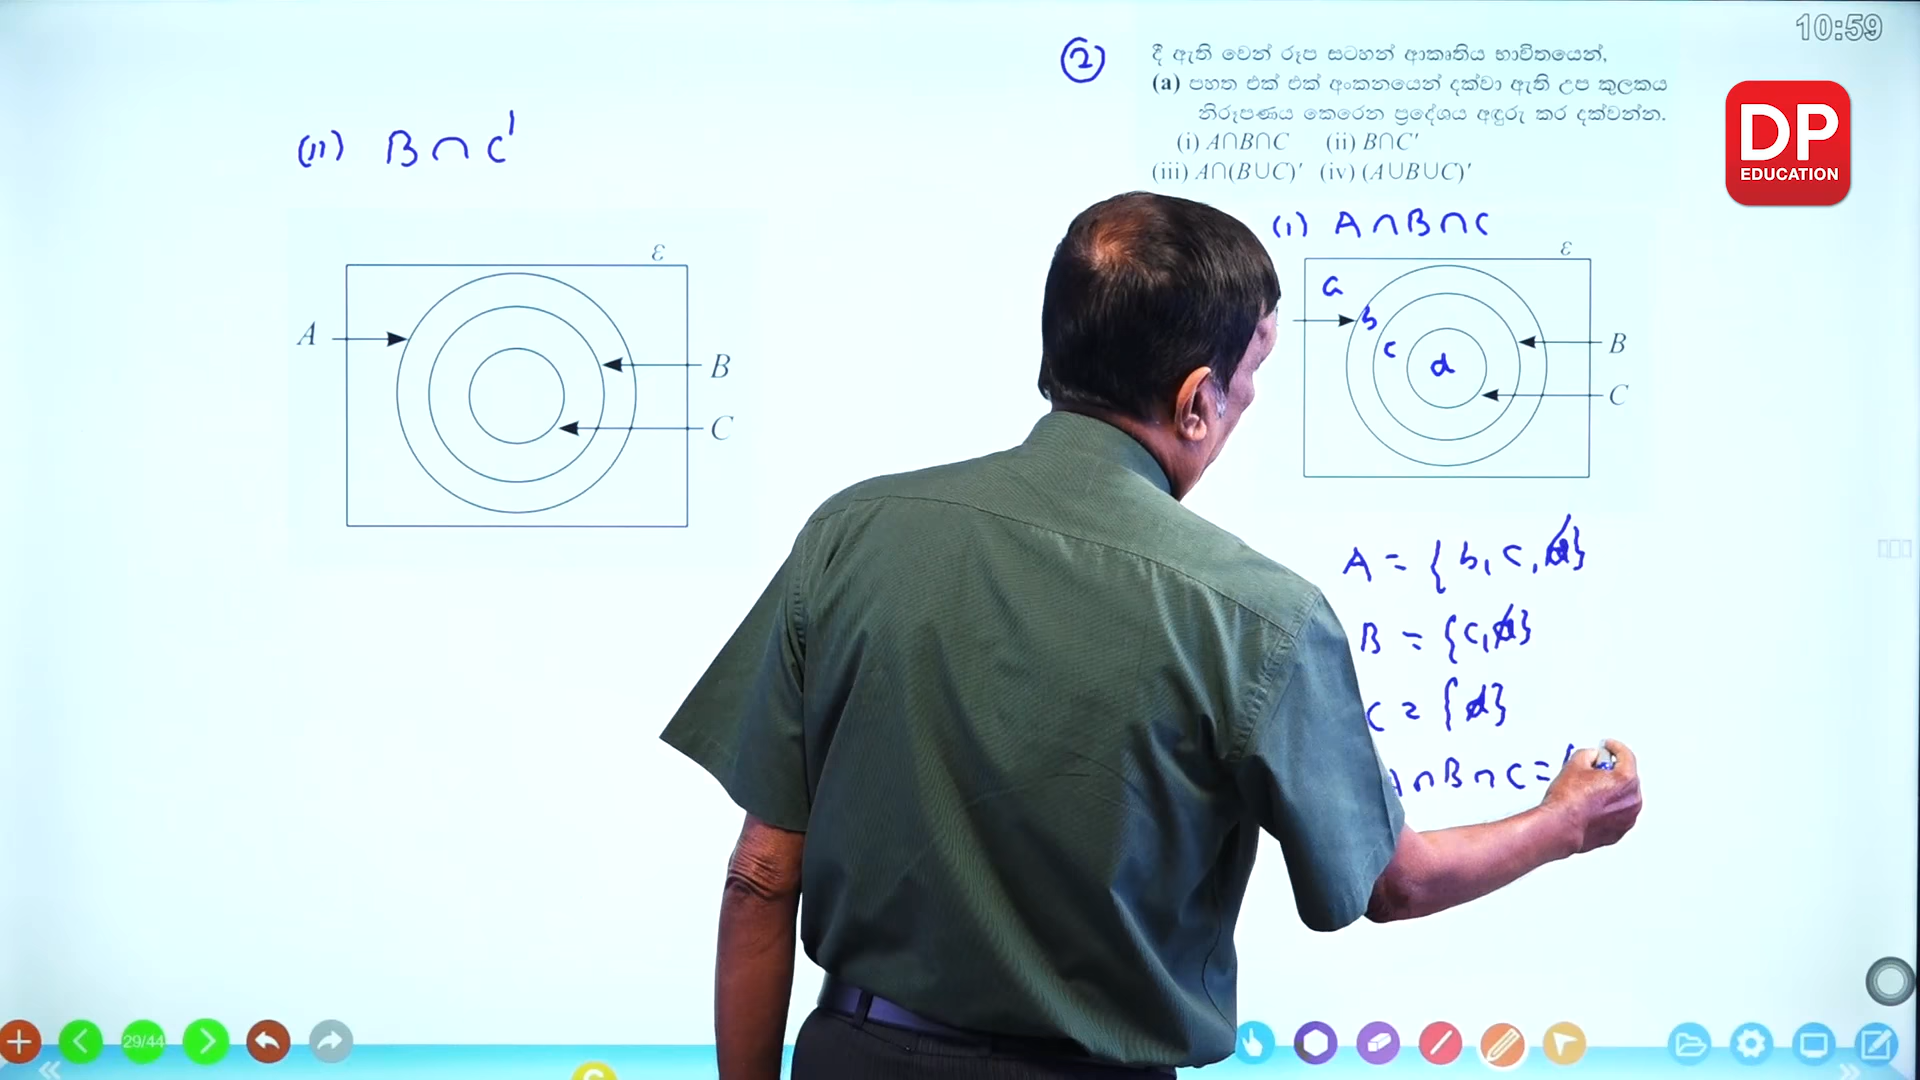 10:59
2
දී ඇති වෙන් රූප සටහන් ආකෘතිය භාවිතයෙන්,
(a) පහත එක් එක් අංකනයෙන් දක්වා ඇති උප කුලකය
නිරූපණය කෙරෙන ප්‍රදේශය අඳුරු කර දක්වන්න.
(i) A∩B∩C (ii) B∩C′
(iii) A∩(B∪C)′ (iv) (A∪B∪C)′
DP
EDUCATION
(ii) B∩C'
ε
A
B
C
(i) A∩B∩C
ε
a
b
c
d
B
C
A = {b, c, d}
B = {c, d}
C = {d}
A∩B∩C =
29/44